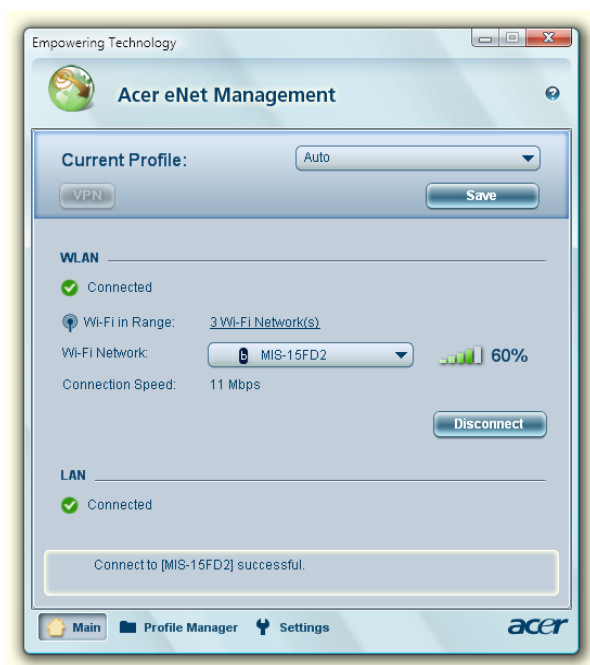 Empowering Technology
Acer eNet Management
Current Profile: Auto
VPN Save
WLAN
Connected
Wi-Fi in Range: 3 Wi-Fi Network(s)
Wi-Fi Network: b MIS-15FD2 60%
Connection Speed: 11 Mbps
Disconnect
LAN
Connected
Connect to [MIS-15FD2] successful.
Main Profile Manager Settings acer